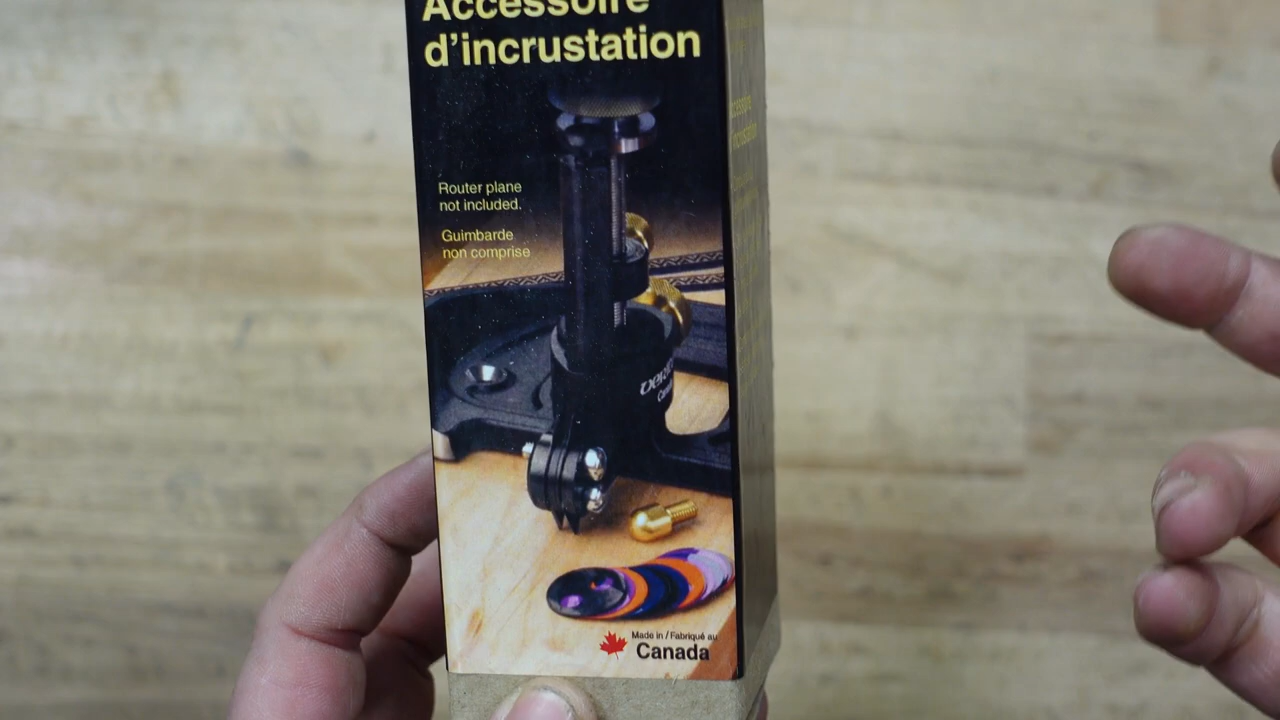 Accessoire
d'incrustation
Router plane
not included.
Guimbarde
non comprise
Made in / Fabriqué au
Canada